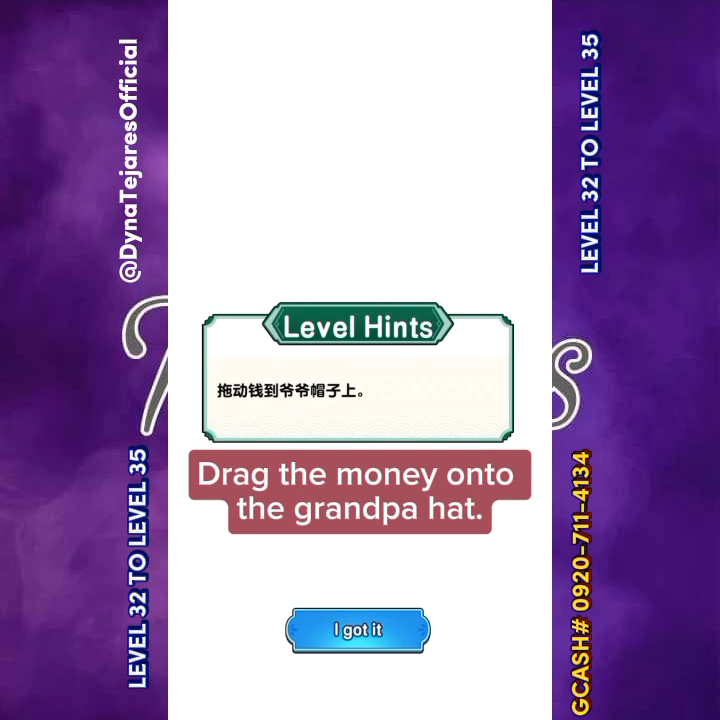 @DynaTejaresOfficial
LEVEL 32 TO LEVEL 35
Level Hints
拖动钱到爷爷帽子上。
Drag the money onto
the grandpa hat.
I got it
LEVEL 32 TO LEVEL 35
GCASH# 0920-711-4134